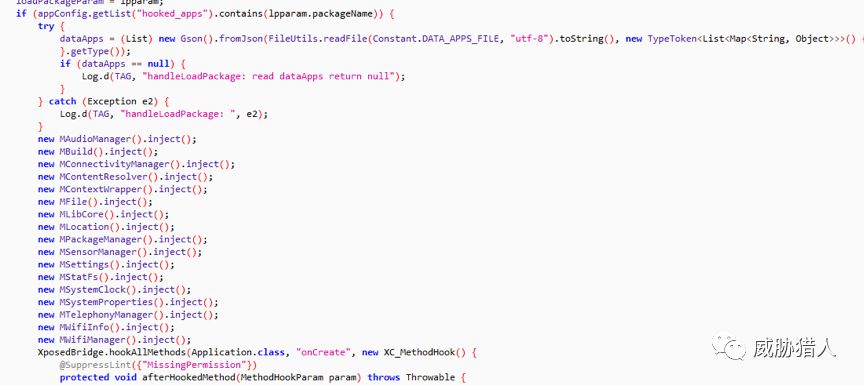 loadPackageParam = lpparam;
if (appConfig.getList("hooked_apps").contains(lpparam.packageName)) {
try {
dataApps = (List) new Gson().fromJson(FileUtils.readFile(Constant.DATA_APPS_FILE, "utf-8").toString(), new TypeToken<List<Map<String, Object>>>() {
}.getType());
if (dataApps == null) {
Log.d(TAG, "handleLoadPackage: read dataApps return null");
}
} catch (Exception e2) {
Log.d(TAG, "handleLoadPackage: ", e2);
}
new MAudioManager().inject();
new MBuild().inject();
new MConnectivityManager().inject();
new MContentResolver().inject();
new MContextWrapper().inject();
new MFile().inject();
new MLibCore().inject();
new MLocation().inject();
new MPackageManager().inject();
new MSensorManager().inject();
new MSettings().inject();
new MStatFs().inject();
new MSystemClock().inject();
new MSystemProperties().inject();
new MTelephonyManager().inject();
new MWifiInfo().inject();
new MWifiManager().inject();
XposedBridge.hookAllMethods(Application.class, "onCreate", new XC_MethodHook() {
@SuppressLint({"MissingPermission"})
protected void afterHookedMethod(MethodHookParam param) throws Throwable {
威胁猎人